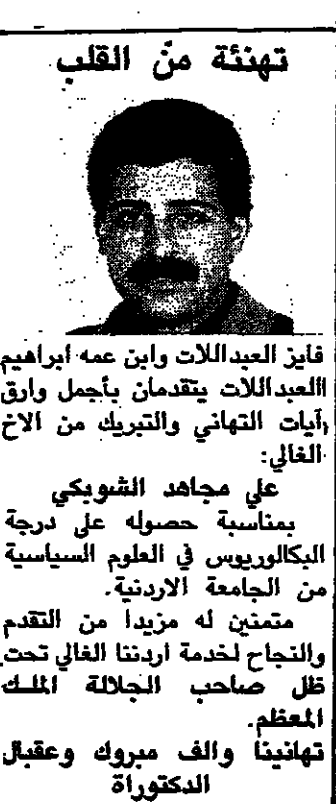 تهنئة من القلب
فايز العبداللات وابن عمه ابراهيم
العبداللات يتقدمان بأجمل وارق
آيات التهاني والتبريك من الاخ
الغالي:
علي مجاهد الشوبكي
بمناسبة حصوله على درجة
البكالوريوس في العلوم السياسية
من الجامعة الاردنية.
متمنين له مزيدا من التقدم
والنجاح لخدمة اردننا الغالي تحت
ظل صاحب الجلالة الملك
المعظم.
تهانينا والف مبروك وعقبال
الدكتوراة